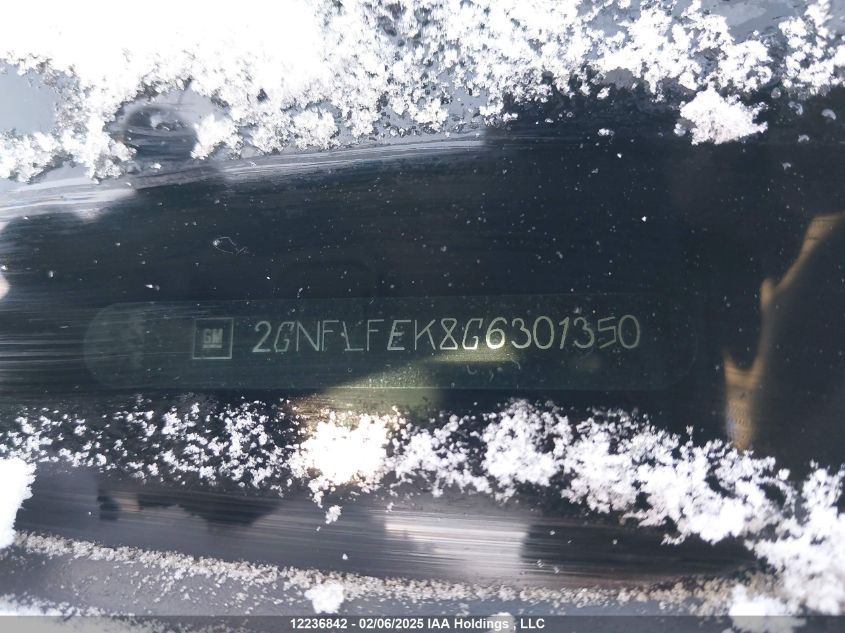 GM 2GNFLFEK8G6301350
12236842 - 02/06/2025 IAA Holdings , LLC